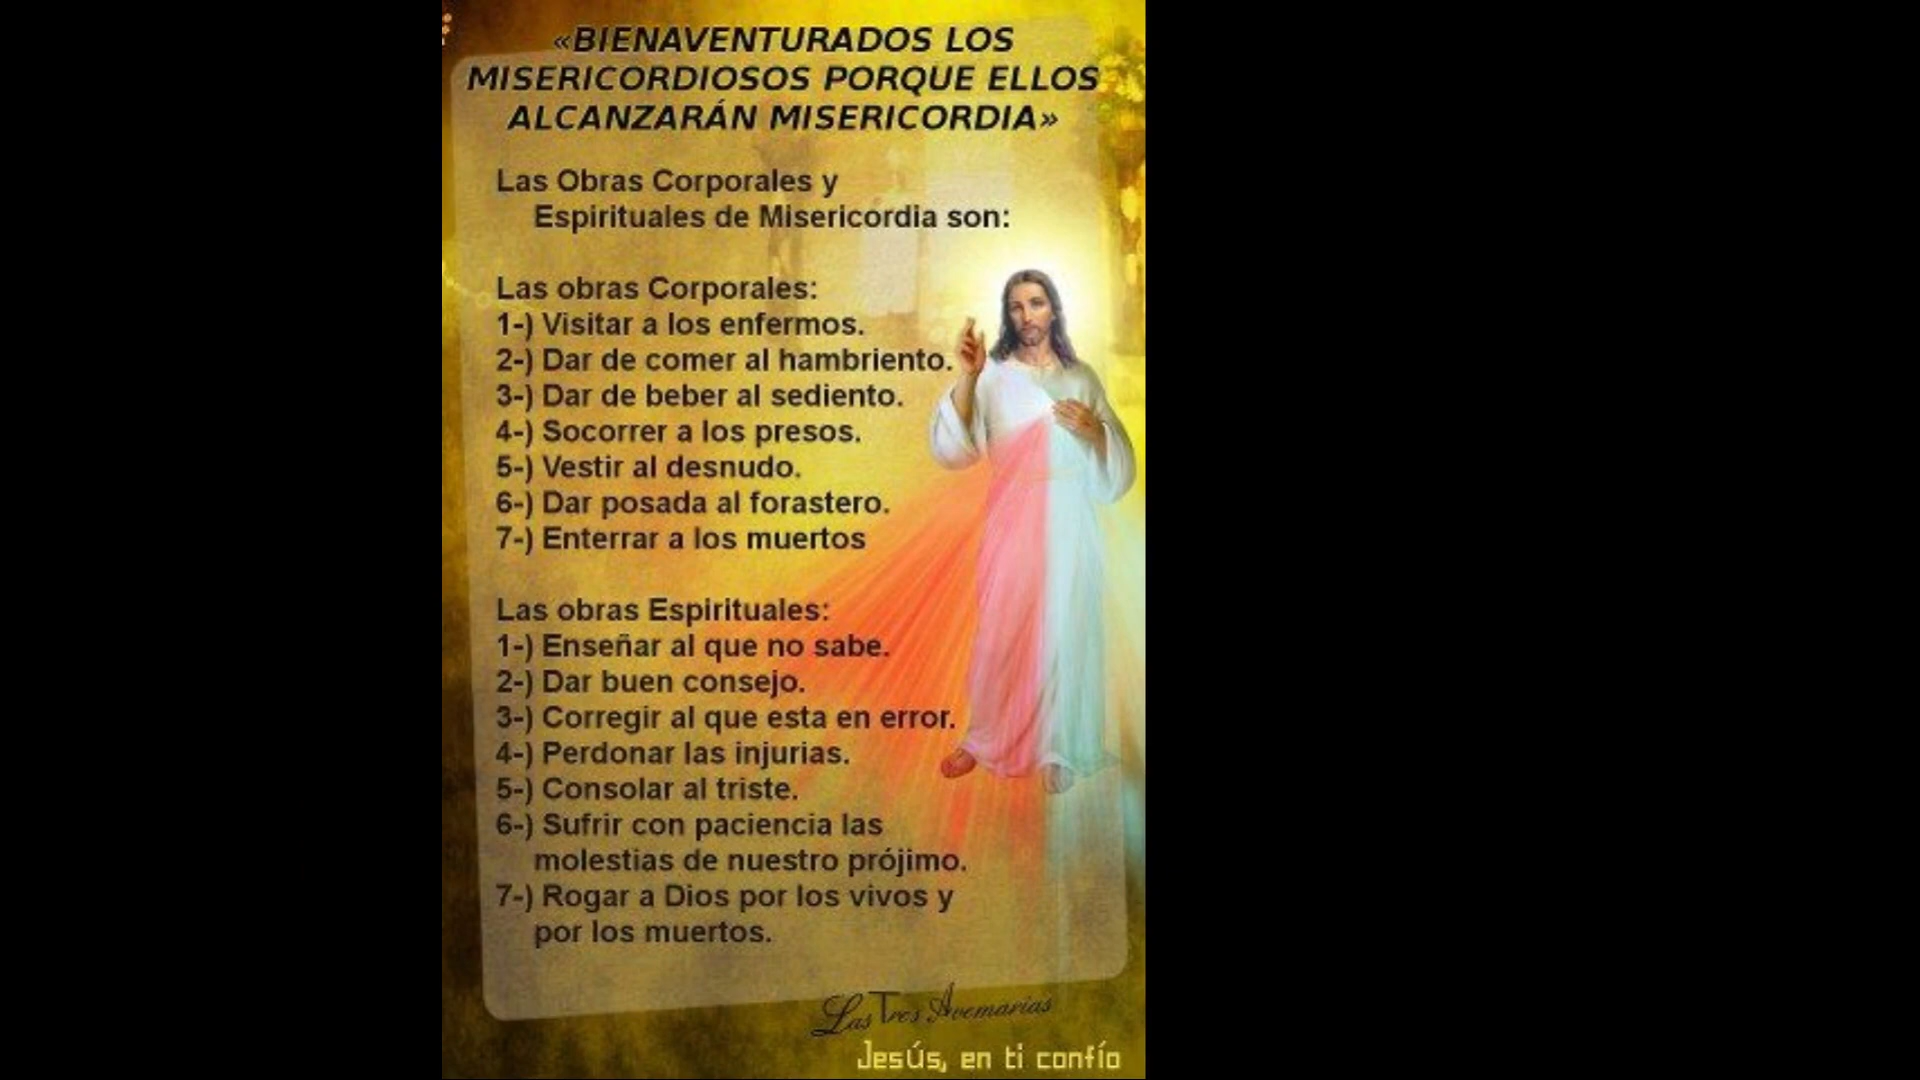 «BIENAVENTURADOS LOS
MISERICORDIOSOS PORQUE ELLOS
ALCANZARÁN MISERICORDIA»
Las Obras Corporales y
Espirituales de Misericordia son:
Las obras Corporales:
1-) Visitar a los enfermos.
2-) Dar de comer al hambriento.
3-) Dar de beber al sediento.
4-) Socorrer a los presos.
5-) Vestir al desnudo.
6-) Dar posada al forastero.
7-) Enterrar a los muertos
Las obras Espirituales:
1-) Enseñar al que no sabe.
2-) Dar buen consejo.
3-) Corregir al que esta en error.
4-) Perdonar las injurias.
5-) Consolar al triste.
6-) Sufrir con paciencia las
molestias de nuestro prójimo.
7-) Rogar a Dios por los vivos y
por los muertos.
Las Tres Avemarías
Jesús, en ti confío